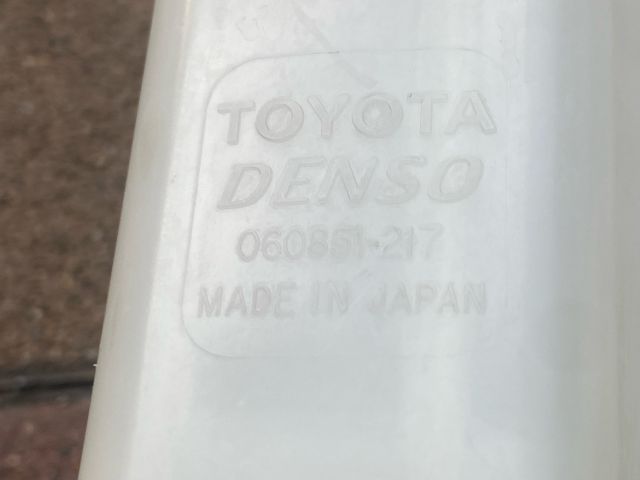 TOYOTA
DENSO
060851-217
MADE IN JAPAN